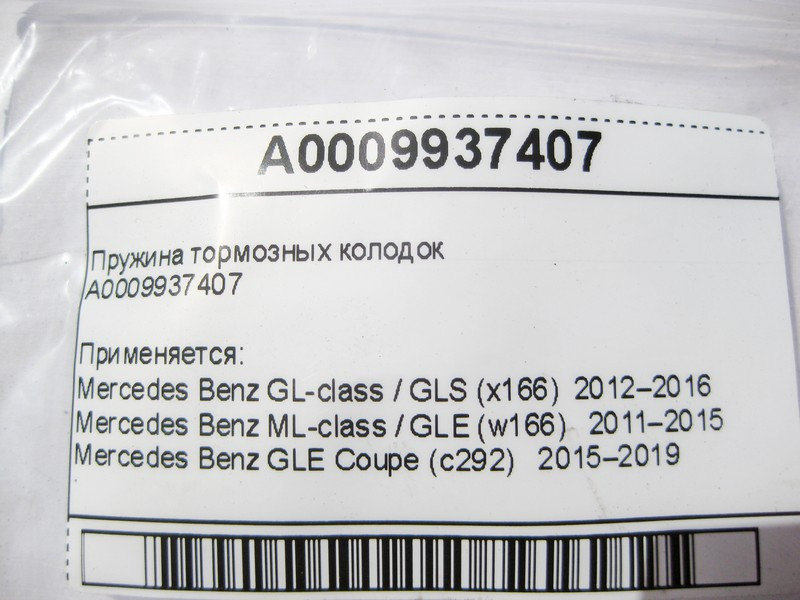 A0009937407
Пружина тормозных колодок
A0009937407
Применяется:
Mercedes Benz GL-class / GLS (x166) 2012–2016
Mercedes Benz ML-class / GLE (w166) 2011–2015
Mercedes Benz GLE Coupe (c292) 2015–2019